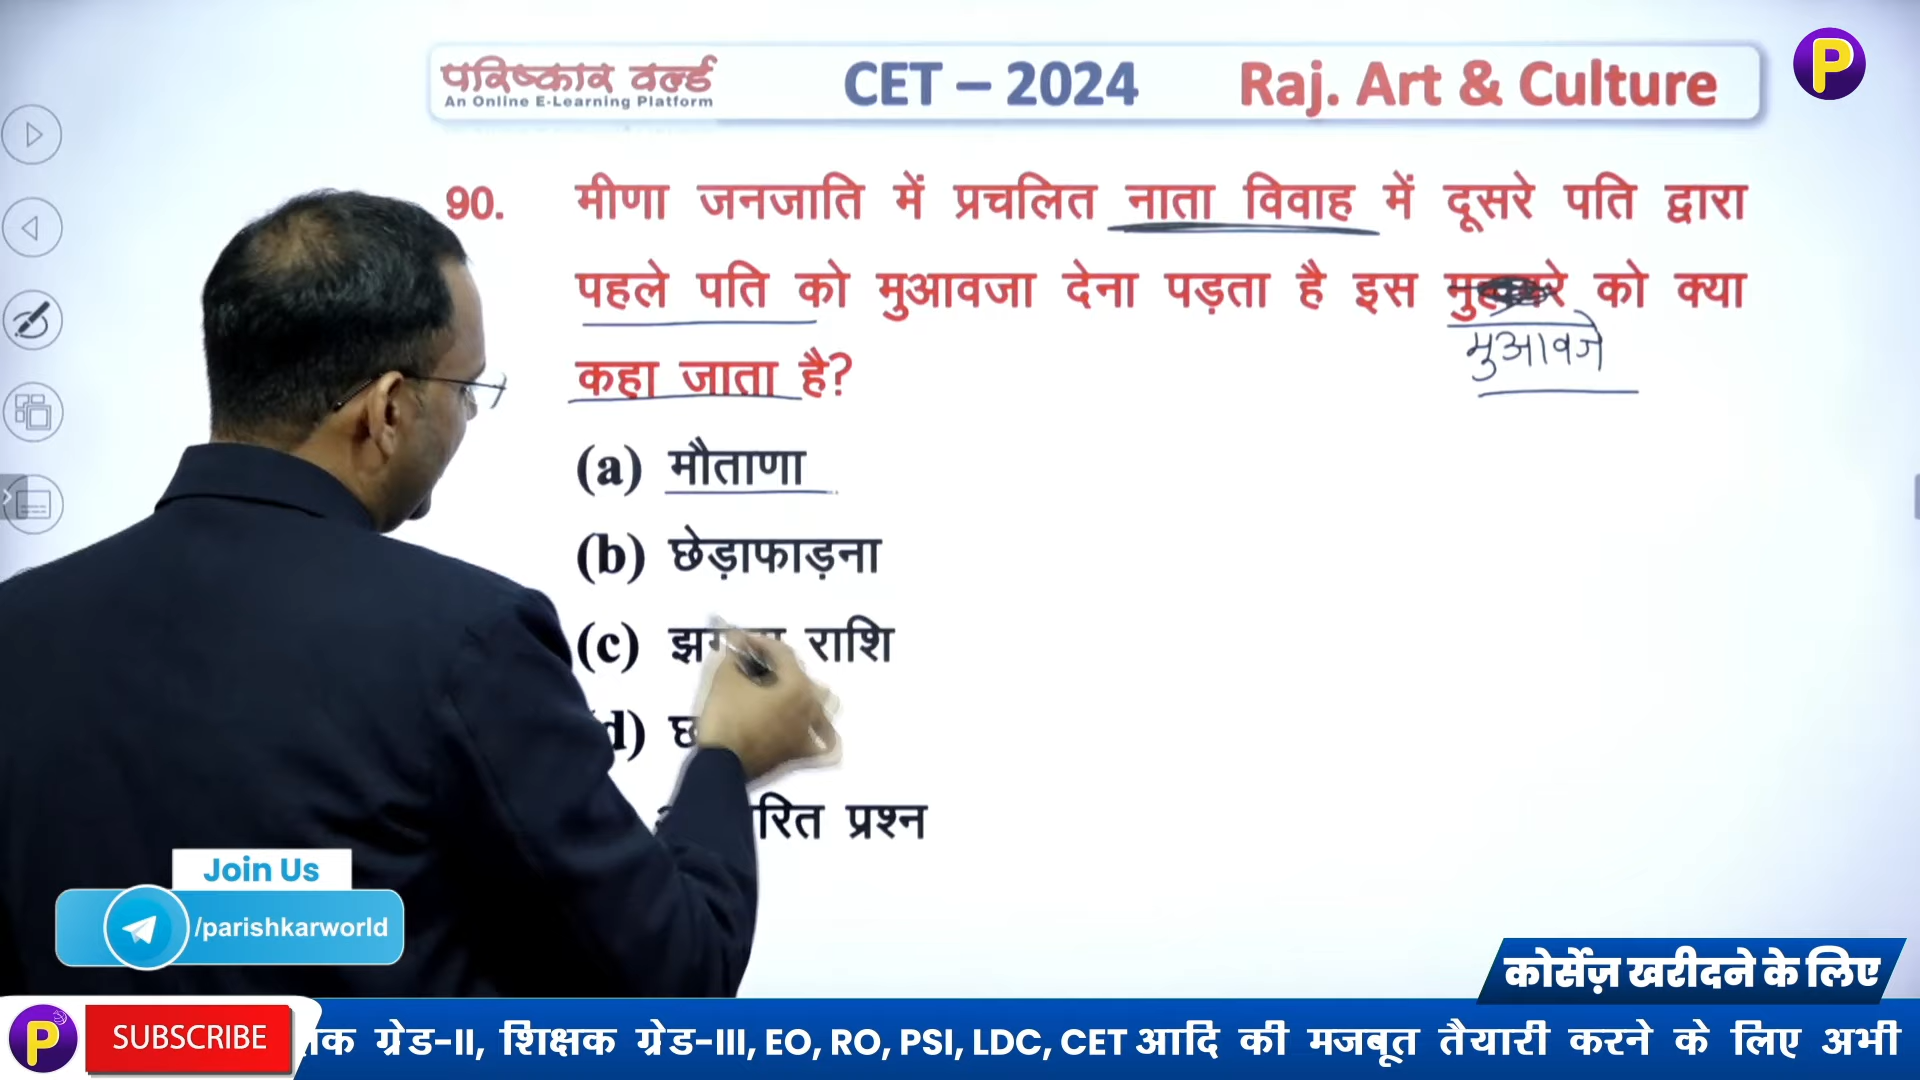 परिष्कार वर्ल्ड
An Online E-Learning Platform
CET – 2024
Raj. Art & Culture
P
90. मीणा जनजाति में प्रचलित नाता विवाह में दूसरे पति द्वारा
पहले पति को मुआवजा देना पड़ता है इस को क्या
मुआवजे
कहा जाता है?
(a) मौताणा
(b) छेड़ाफाड़ना
(c) राशि
(d)
प्रश्न
Join Us
/parishkarworld
कोर्सेज़ खरीदने के लिए
P
SUBSCRIBE
ग्रेड-II, शिक्षक ग्रेड-III, EO, RO, PSI, LDC, CET आदि की मजबूत तैयारी करने के लिए अभी